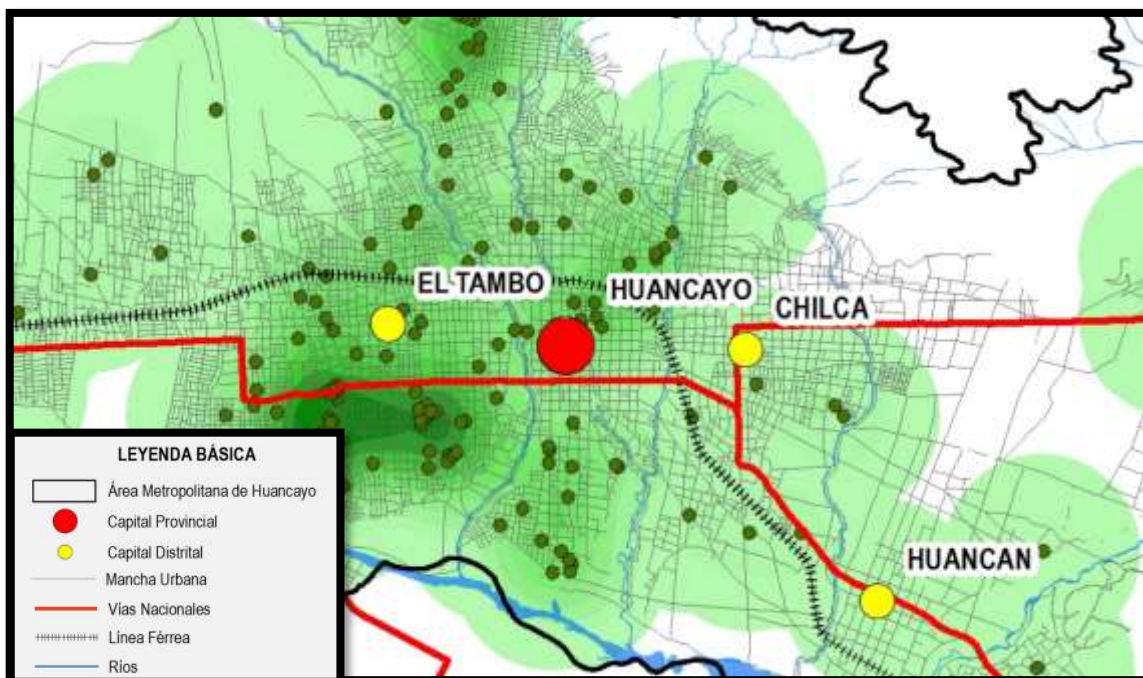 EL TAMBO
HUANCAYO
CHILCA
HUANCAN
LEYENDA BÁSICA
Área Metropolitana de Huancayo
Capital Provincial
Capital Distrital
Mancha Urbana
Vías Nacionales
Línea Férrea
Ríos